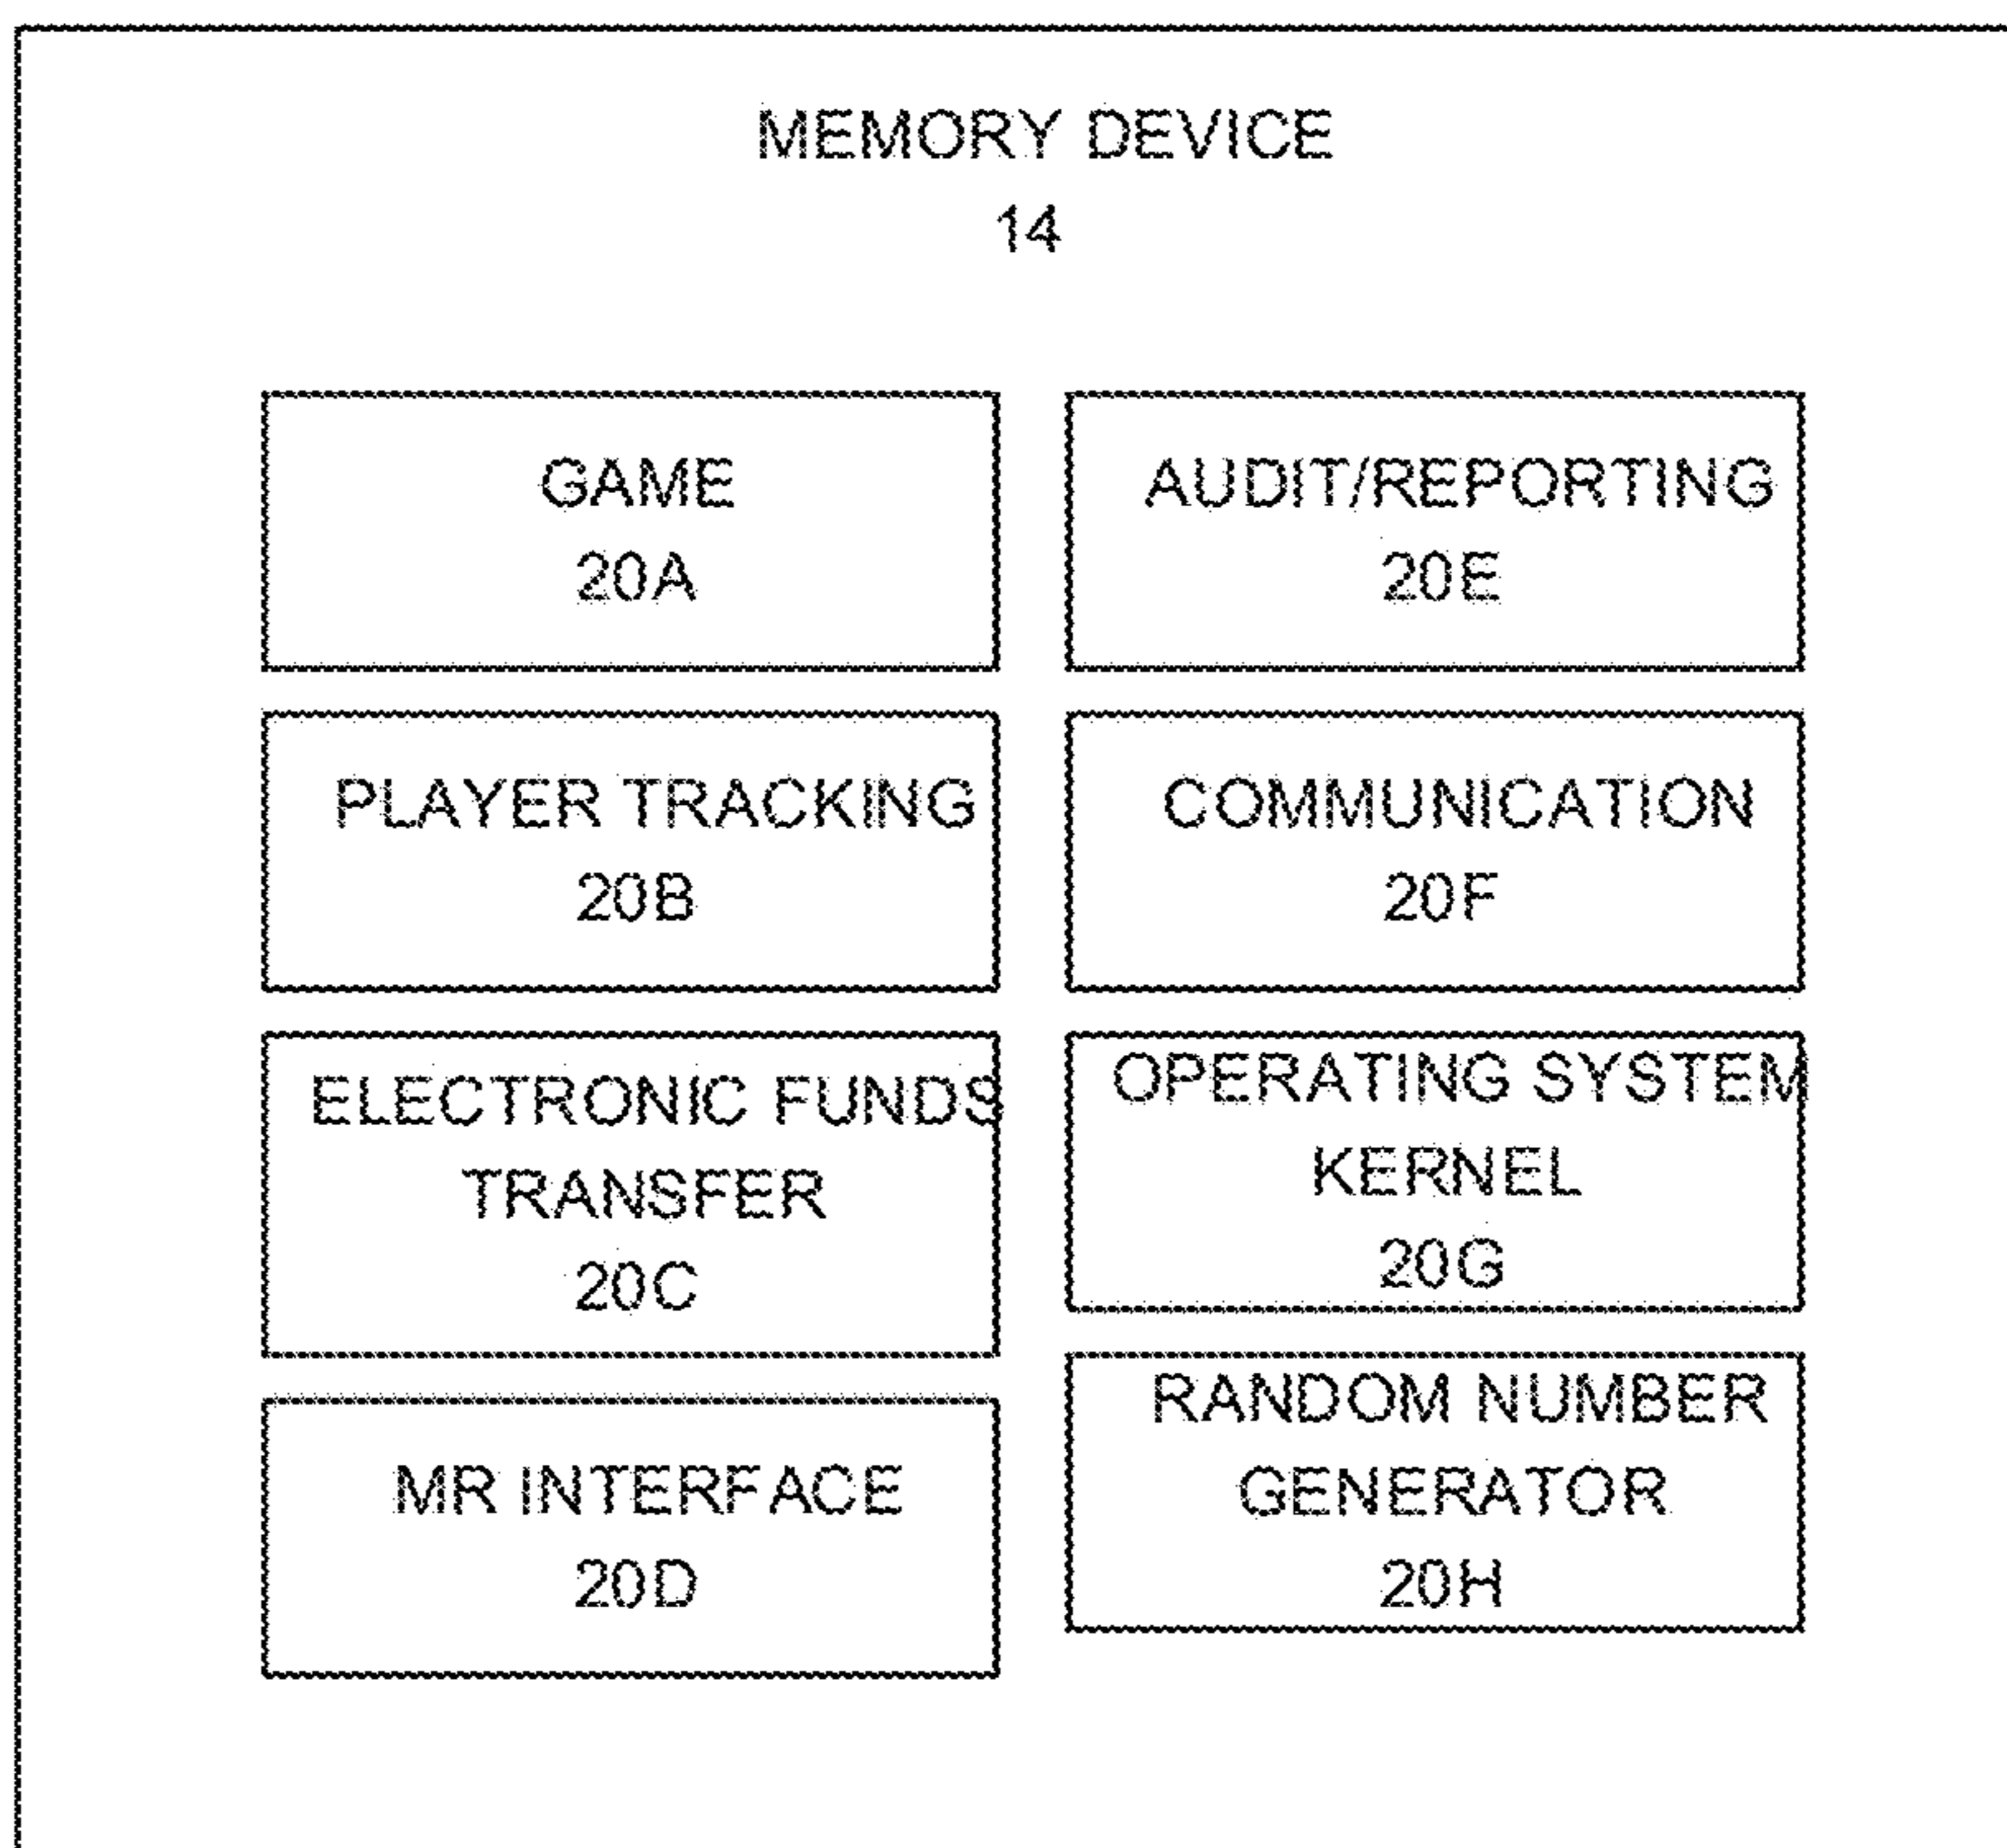 MEMORY DEVICE
14
GAME
20A
PLAYER TRACKING
20B
ELECTRONIC FUNDS
TRANSFER
20C
MR INTERFACE
20D
AUDIT/REPORTING
20E
COMMUNICATION
20F
OPERATING SYSTEM
KERNEL
20G
RANDOM NUMBER
GENERATOR
20H